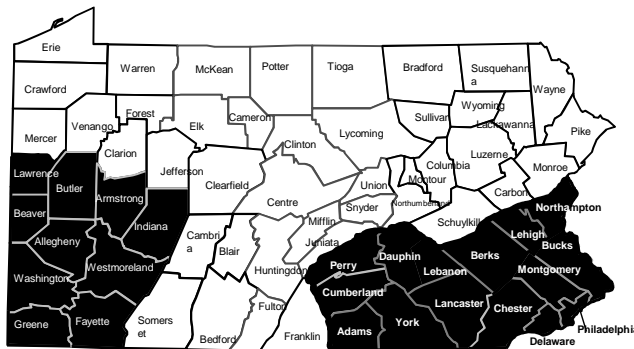 Erie
Warren
McKean
Potter
Tioga
Bradford
Susquehann
a
Wayne
Crawford
Forest
Venango
Elk
Cameron
Sullivan
Wyoming
Lackawanna
Pike
Mercer
Clarion
Jefferson
Clinton
Lycoming
Columbia
Luzerne
Monroe
Lawrence
Butler
Armstrong
Clearfield
Centre
Union
Montour
Northumberland
Carbon
Northampton
Beaver
Indiana
Snyder
Mifflin
Schuylkill
Lehigh
Bucks
Allegheny
Cambri
a
Blair
Juniata
Dauphin
Berks
Washington
Westmoreland
Huntingdon
Perry
Lebanon
Montgomery
Cumberland
Lancaster
Chester
Greene
Fayette
Somers
et
Bedford
Fulton
Franklin
Adams
York
Delaware
Philadelphia